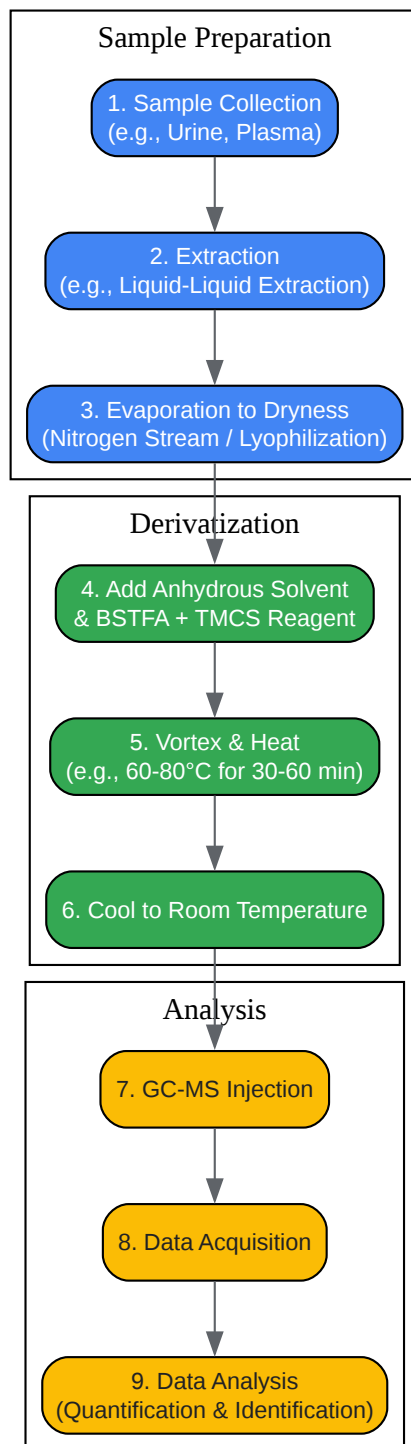 Sample Preparation
1. Sample Collection
(e.g., Urine, Plasma)
2. Extraction
(e.g., Liquid-Liquid Extraction)
3. Evaporation to Dryness
(Nitrogen Stream / Lyophilization)
Derivatization
4. Add Anhydrous Solvent
& BSTFA + TMCS Reagent
5. Vortex & Heat
(e.g., 60-80°C for 30-60 min)
6. Cool to Room Temperature
Analysis
7. GC-MS Injection
8. Data Acquisition
9. Data Analysis
(Quantification & Identification)